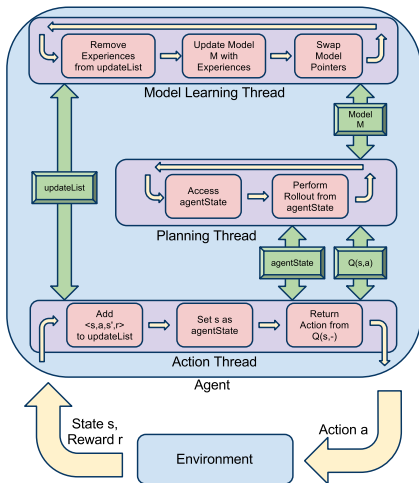 Remove
Experiences
from updateList
Update Model
M with
Experiences
Swap
Model
Pointers
Model Learning Thread
Model
M
updateList
Access
agentState
Perform
Rollout from
agentState
Planning Thread
agentState
Q(s,a)
Add
<s,a,s',r>
to updateList
Set s as
agentState
Return
Action from
Q(s,-)
Action Thread
Agent
State s,
Reward r
Action a
Environment